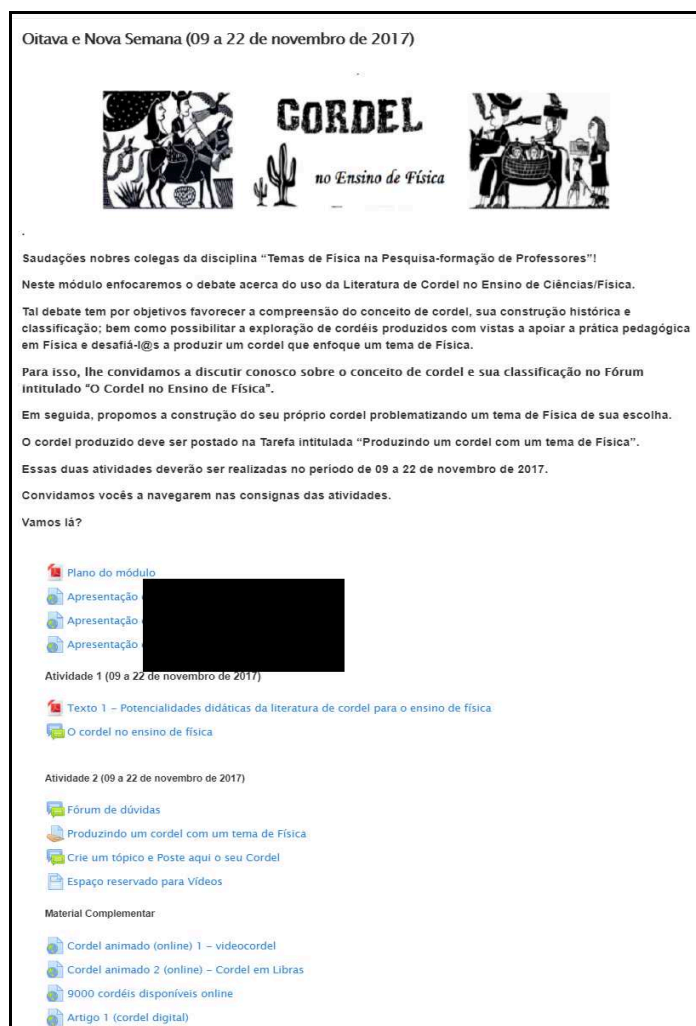 Oitava e Nova Semana (09 a 22 de novembro de 2017)
.
CORDEL
no Ensino de Física
.
Saudações nobres colegas da disciplina “Temas de Física na Pesquisa-formação de Professores”!
Neste módulo enfocaremos o debate acerca do uso da Literatura de Cordel no Ensino de Ciências/Física.
Tal debate tem por objetivos favorecer a compreensão do conceito de cordel, sua construção histórica e
classificação; bem como possibilitar a exploração de cordéis produzidos com vistas a apoiar a prática pedagógica
em Física e desafiá-l@s a produzir um cordel que enfoque um tema de Física.
Para isso, lhe convidamos a discutir conosco sobre o conceito de cordel e sua classificação no Fórum
intitulado “O Cordel no Ensino de Física”.
Em seguida, propomos a construção do seu próprio cordel problematizando um tema de Física de sua escolha.
O cordel produzido deve ser postado na Tarefa intitulada “Produzindo um cordel com um tema de Física”.
Essas duas atividades deverão ser realizadas no período de 09 a 22 de novembro de 2017.
Convidamos vocês a navegarem nas consignas das atividades.
Vamos lá?
Plano do módulo
Apresentação
Apresentação
Apresentação
Atividade 1 (09 a 22 de novembro de 2017)
Texto 1 – Potencialidades didáticas da literatura de cordel para o ensino de física
O cordel no ensino de física
Atividade 2 (09 a 22 de novembro de 2017)
Fórum de dúvidas
Produzindo um cordel com um tema de Física
Crie um tópico e Poste aqui o seu Cordel
Espaço reservado para Vídeos
Material Complementar
Cordel animado (online) 1 – videocordel
Cordel animado 2 (online) – Cordel em Libras
9000 cordéis disponíveis online
Artigo 1 (cordel digital)